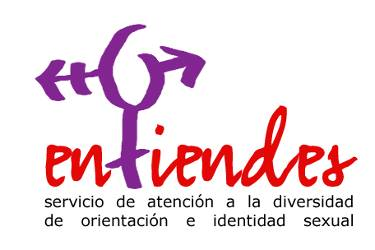 entiendes
servicio de atención a la diversidad
de orientación e identidad sexual